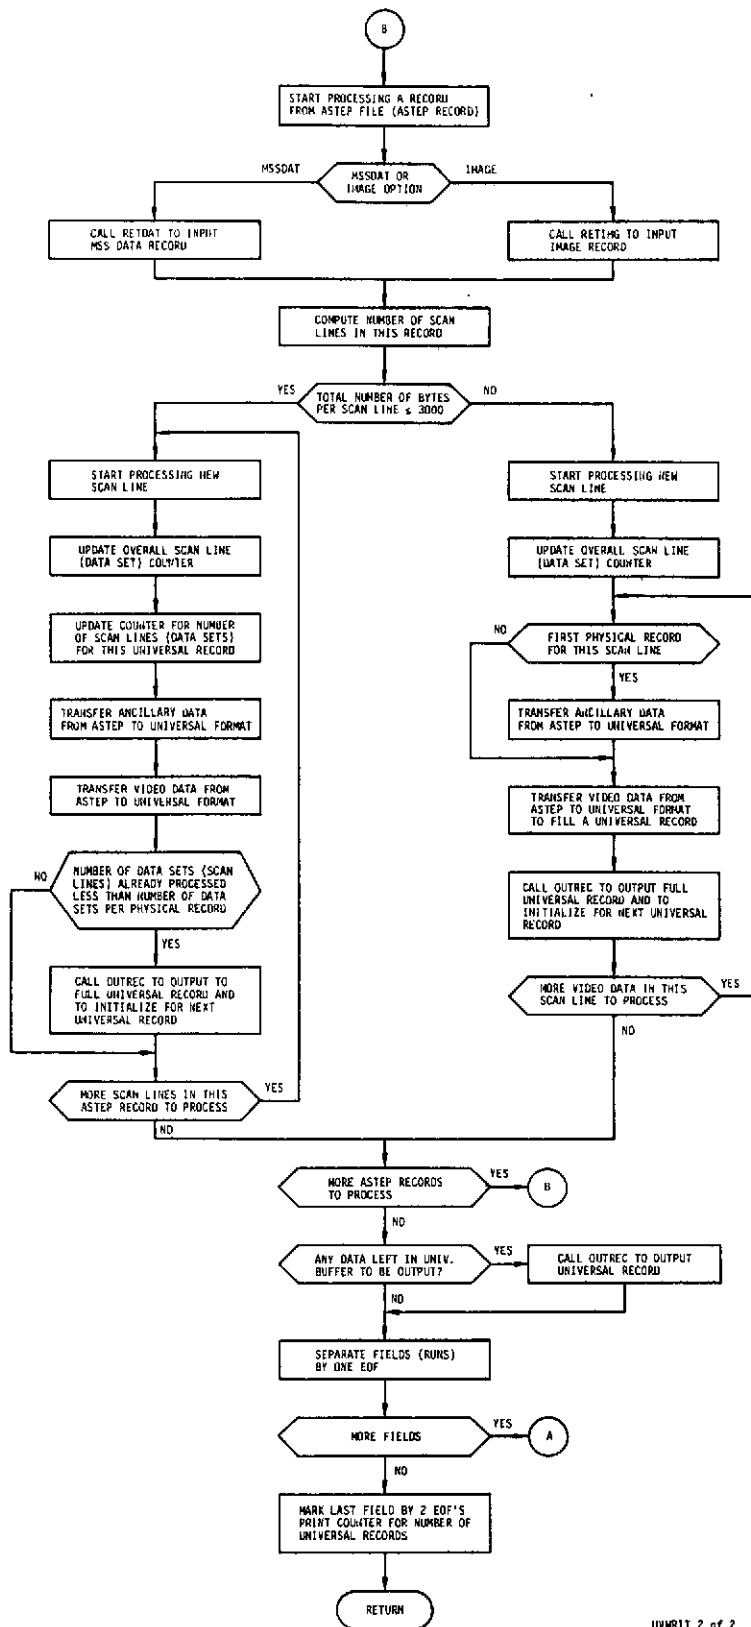 B
START PROCESSING A RECORD
FROM ASTEP FILE (ASTEP RECORD)
MSSDAT
MSSDAT OR
IMAGE OPTION
IMAGE
CALL RETDAT TO INPUT
MSS DATA RECORD
CALL RETIMG TO INPUT
IMAGE RECORD
COMPUTE NUMBER OF SCAN
LINES IN THIS RECORD
YES
TOTAL NUMBER OF BYTES
PER SCAN LINE ≤ 3000
NO
START PROCESSING NEW
SCAN LINE
UPDATE OVERALL SCAN LINE
(DATA SET) COUNTER
UPDATE COUNTER FOR NUMBER
OF SCAN LINES (DATA SETS)
FOR THIS UNIVERSAL RECORD
TRANSFER ANCILLARY DATA
FROM ASTEP TO UNIVERSAL FORMAT
TRANSFER VIDEO DATA FROM
ASTEP TO UNIVERSAL FORMAT
NO
NUMBER OF DATA SETS (SCAN
LINES) ALREADY PROCESSED
LESS THAN NUMBER OF DATA
SETS PER PHYSICAL RECORD
YES
CALL OUTREC TO OUTPUT TO
FULL UNIVERSAL RECORD AND
TO INITIALIZE FOR NEXT
UNIVERSAL RECORD
MORE SCAN LINES IN THIS
ASTEP RECORD TO PROCESS
YES
NO
START PROCESSING NEW
SCAN LINE
UPDATE OVERALL SCAN LINE
(DATA SET) COUNTER
NO
FIRST PHYSICAL RECORD
FOR THIS SCAN LINE
YES
TRANSFER ANCILLARY DATA
FROM ASTEP TO UNIVERSAL FORMAT
TRANSFER VIDEO DATA FROM
ASTEP TO UNIVERSAL FORMAT
TO FILL A UNIVERSAL RECORD
CALL OUTREC TO OUTPUT FULL
UNIVERSAL RECORD AND TO
INITIALIZE FOR NEXT UNIVERSAL
RECORD
MORE VIDEO DATA IN THIS
SCAN LINE TO PROCESS
YES
NO
MORE ASTEP RECORDS
TO PROCESS
YES
B
NO
ANY DATA LEFT IN UNIV.
BUFFER TO BE OUTPUT?
YES
CALL OUTREC TO OUTPUT
UNIVERSAL RECORD
NO
SEPARATE FIELDS (RUNS)
BY ONE EOF
MORE FIELDS
YES
A
NO
MARK LAST FIELD BY 2 EOF'S
PRINT COUNTER FOR NUMBER OF
UNIVERSAL RECORDS
RETURN
UVWRIT 2 of 2